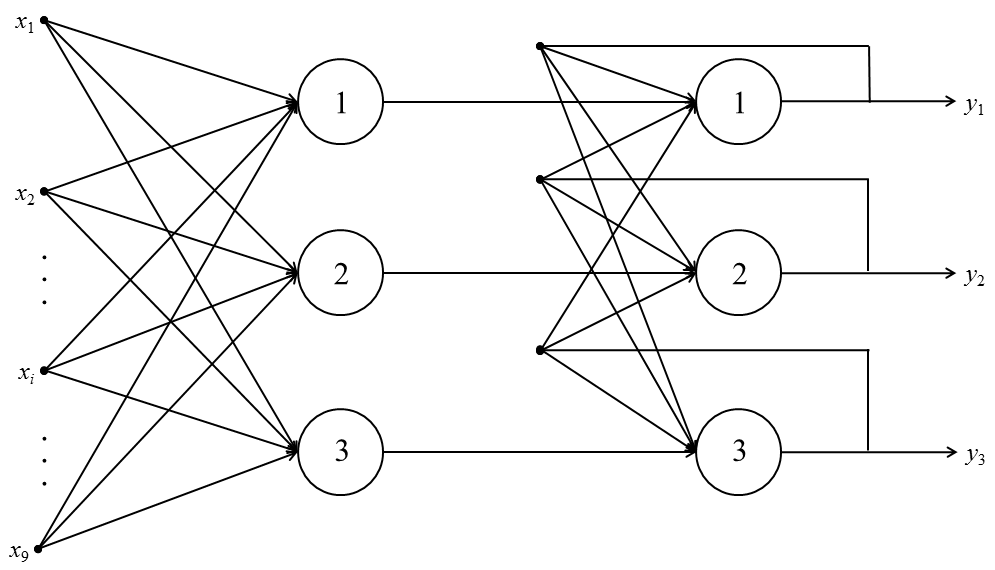 x₁
1
1
y₁
x₂
2
2
y₂
xᵢ
3
3
y₃
x₉